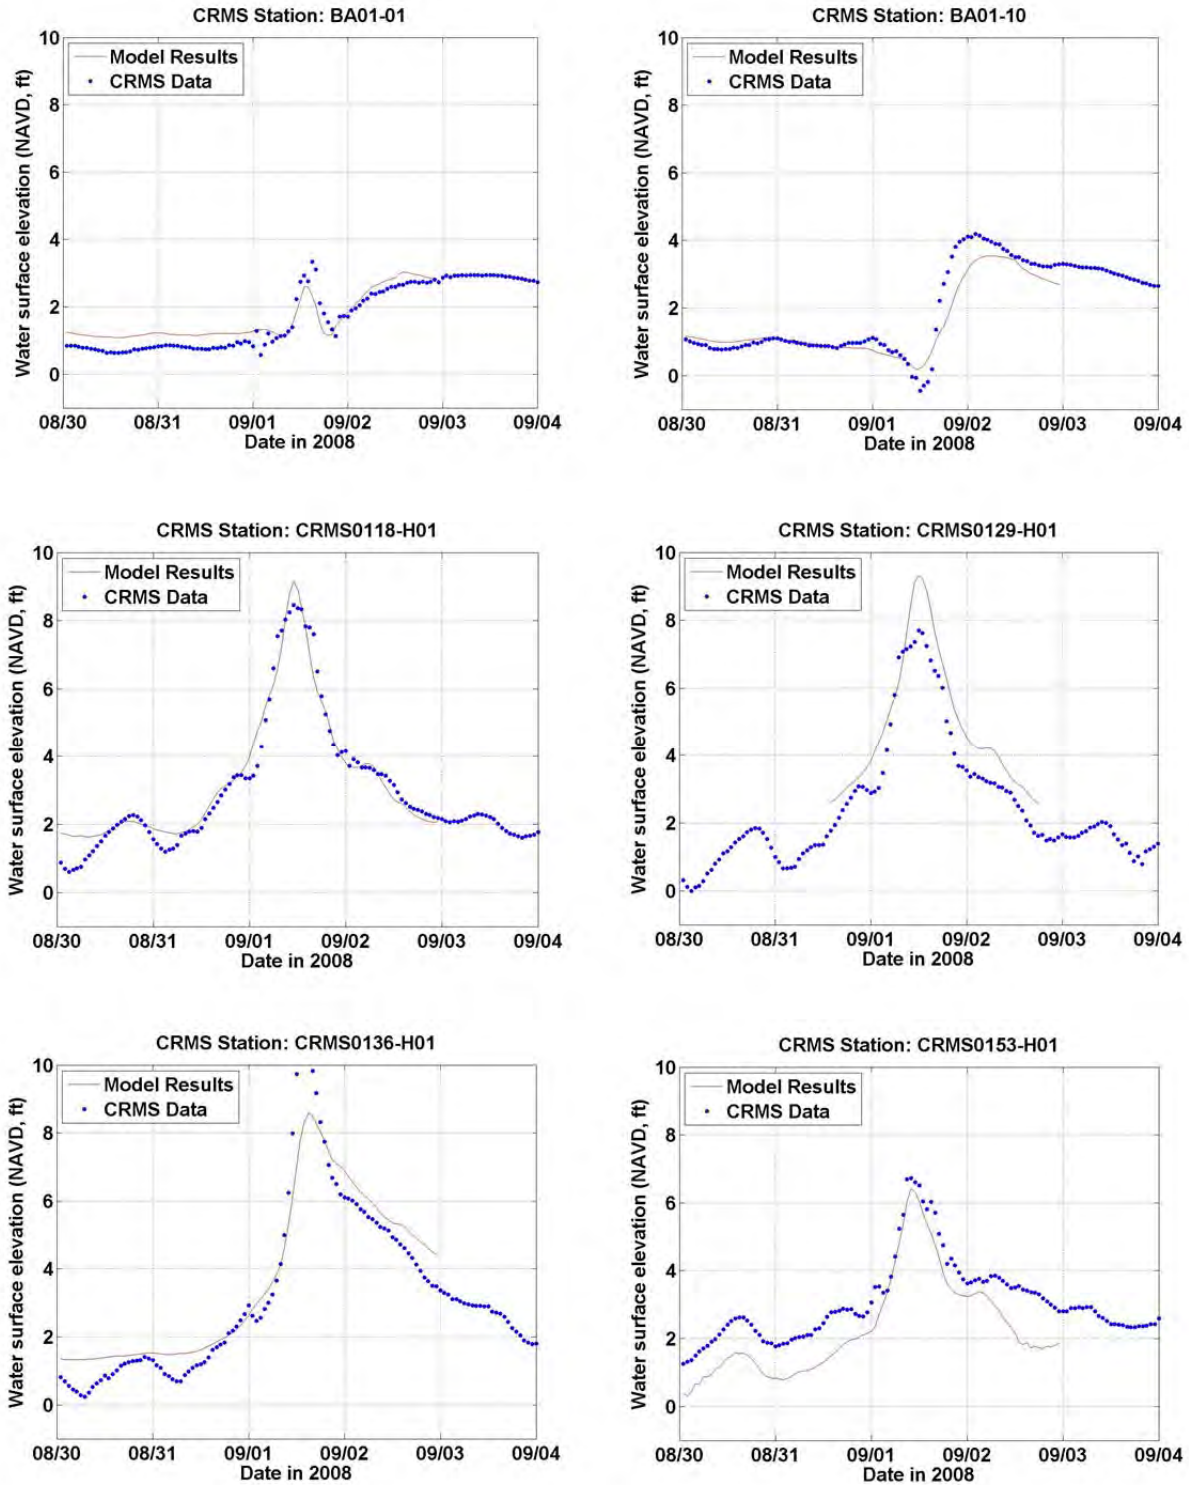 CRMS Station: BA01-01
Water surface elevation (NAVD, ft)
10
8
6
4
2
0
Model Results
CRMS Data
08/30 08/31 09/01 09/02 09/03 09/04
Date in 2008
CRMS Station: BA01-10
Water surface elevation (NAVD, ft)
10
8
6
4
2
0
Model Results
CRMS Data
08/30 08/31 09/01 09/02 09/03 09/04
Date in 2008
CRMS Station: CRMS0118-H01
Water surface elevation (NAVD, ft)
10
8
6
4
2
0
Model Results
CRMS Data
08/30 08/31 09/01 09/02 09/03 09/04
Date in 2008
CRMS Station: CRMS0129-H01
Water surface elevation (NAVD, ft)
10
8
6
4
2
0
Model Results
CRMS Data
08/30 08/31 09/01 09/02 09/03 09/04
Date in 2008
CRMS Station: CRMS0136-H01
Water surface elevation (NAVD, ft)
10
8
6
4
2
0
Model Results
CRMS Data
08/30 08/31 09/01 09/02 09/03 09/04
Date in 2008
CRMS Station: CRMS0153-H01
Water surface elevation (NAVD, ft)
10
8
6
4
2
0
Model Results
CRMS Data
08/30 08/31 09/01 09/02 09/03 09/04
Date in 2008